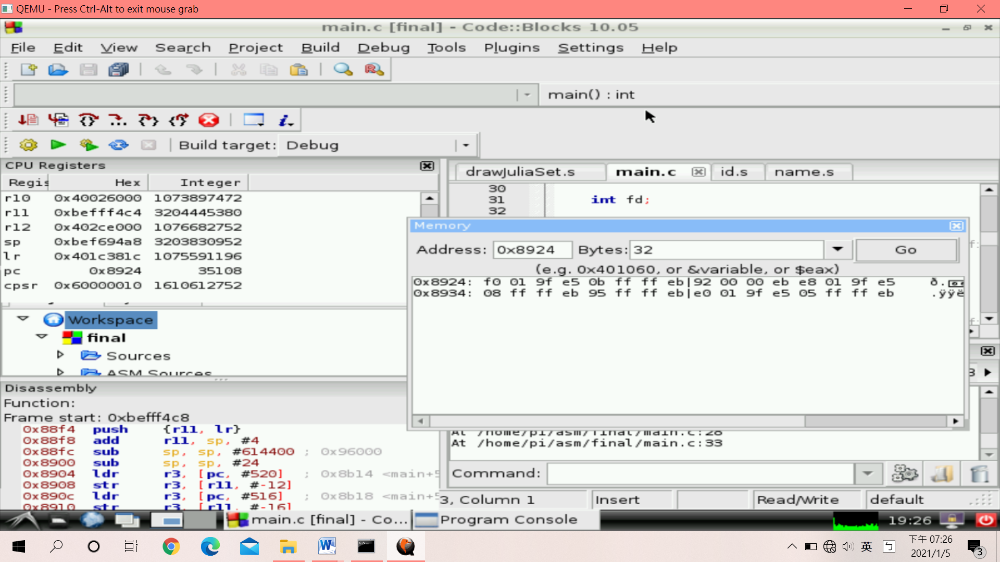 QEMU - Press Ctrl-Alt to exit mouse grab
main.c [final] - Code::Blocks 10.05
File Edit View Search Project Build Debug Tools Plugins Settings Help
main() : int
Build target: Debug
CPU Registers
Regis Hex Integer
r10 0x40026000 1073897472
r11 0xbefff4c4 3204445380
r12 0x402ce000 1076682752
sp 0xbef694a8 3203830952
lr 0x401c381c 1075591196
pc 0x8924 35108
cpsr 0x60000010 1610612752
Workspace
final
Sources
ASM Sources
Disassembly
Function:
Frame start: 0xbefff4c8
0x88f4 push {r11, lr}
0x88f8 add r11, sp, #4
0x88fc sub sp, sp, #614400 ; 0x96000
0x8900 sub sp, sp, #24
0x8904 ldr r3, [pc, #520] ; 0x8b14 <main+5
0x8908 str r3, [r11, #-12]
0x890c ldr r3, [pc, #516] ; 0x8b18 <main+5
0x8910 str r3, [r11, #-16]
drawJuliaSet.s main.c id.s name.s
30
31 int fd;
32
Memory
Address: 0x8924 Bytes: 32 Go
(e.g. 0x401060, or &variable, or $eax)
0x8924: f0 01 9f e5 0b ff ff eb|92 00 00 eb e8 01 9f e5 ð.
0x8934: 08 ff ff eb 95 ff ff eb|e0 01 9f e5 05 ff ff eb .ÿÿë
At /home/pi/asm/final/main.c:28
At /home/pi/asm/final/main.c:33
Command:
3, Column 1 Insert Read/Write default
main.c [final] - Co... Program Console 19:26
英 ㄅ 下午 07:26
2021/1/5
3